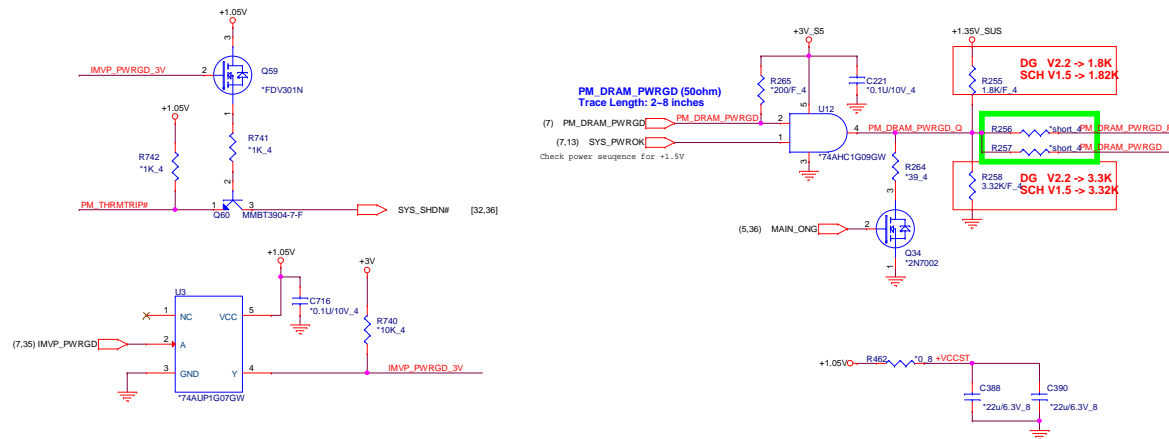 +1.05V
3
IMVP_PWRGD_3V
2
Q59
*FDV301N
1
+1.05V
R741
*1K_4
R742
*1K_4
2
PM_THRMTRIP#
1
3
Q60
MMBT3904-7-F
SYS_SHDN#
[32,36]
+1.05V
+3V
U3
C716
*0.1U/10V_4
1
NC
VCC
5
R740
*10K_4
(7,35) IMVP_PWRGD
2
A
3
GND
Y
4
IMVP_PWRGD_3V
*74AUP1G07GW
+3V_S5
PM_DRAM_PWRGD (50ohm)
Trace Length: 2~8 inches
R265
*200/F_4
C221
*0.1U/10V_4
U12
5
(7) PM_DRAM_PWRGD
PM_DRAM_PWRGD
2
4
PM_DRAM_PWRGD_Q
(7,13) SYS_PWROK
1
Check power seuqence for +1.5V
3
*74AHC1G09GW
R264
*39_4
3
(5,36) MAIN_ONG
2
Q34
*2N7002
1
+1.35V_SUS
DG V2.2 -> 1.8K
SCH V1.5 -> 1.82K
R255
1.8K/F_4
R256
*short_4
PM_DRAM_PWRGD_R
R257
*short_4
PM_DRAM_PWRGD
R258
3.32K/F_4
DG V2.2 -> 3.3K
SCH V1.5 -> 3.32K
+1.05V
R462
*0_8
+VCCST
C388
*22u/6.3V_8
C390
*22u/6.3V_8